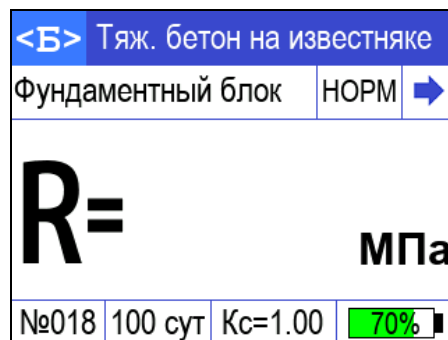 <Б> Тяж. бетон на известняке
Фундаментный блок НОРМ
R=
МПа
№018 100 сут Кс=1.00 70%